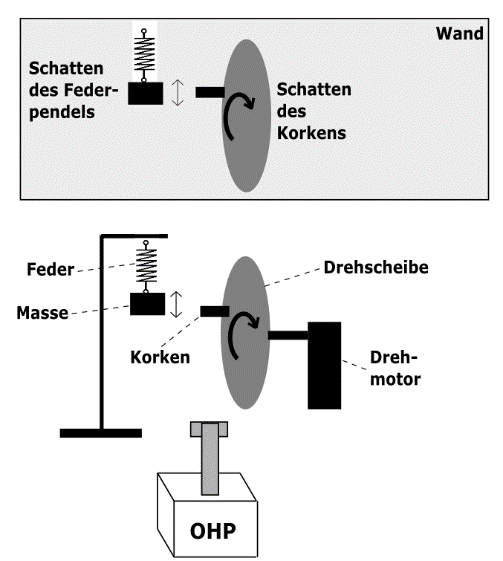 Wand
Schatten
des Feder-
pendels
Schatten
des
Korkens
Feder
Masse
Korken
Drehscheibe
Dreh-
motor
OHP